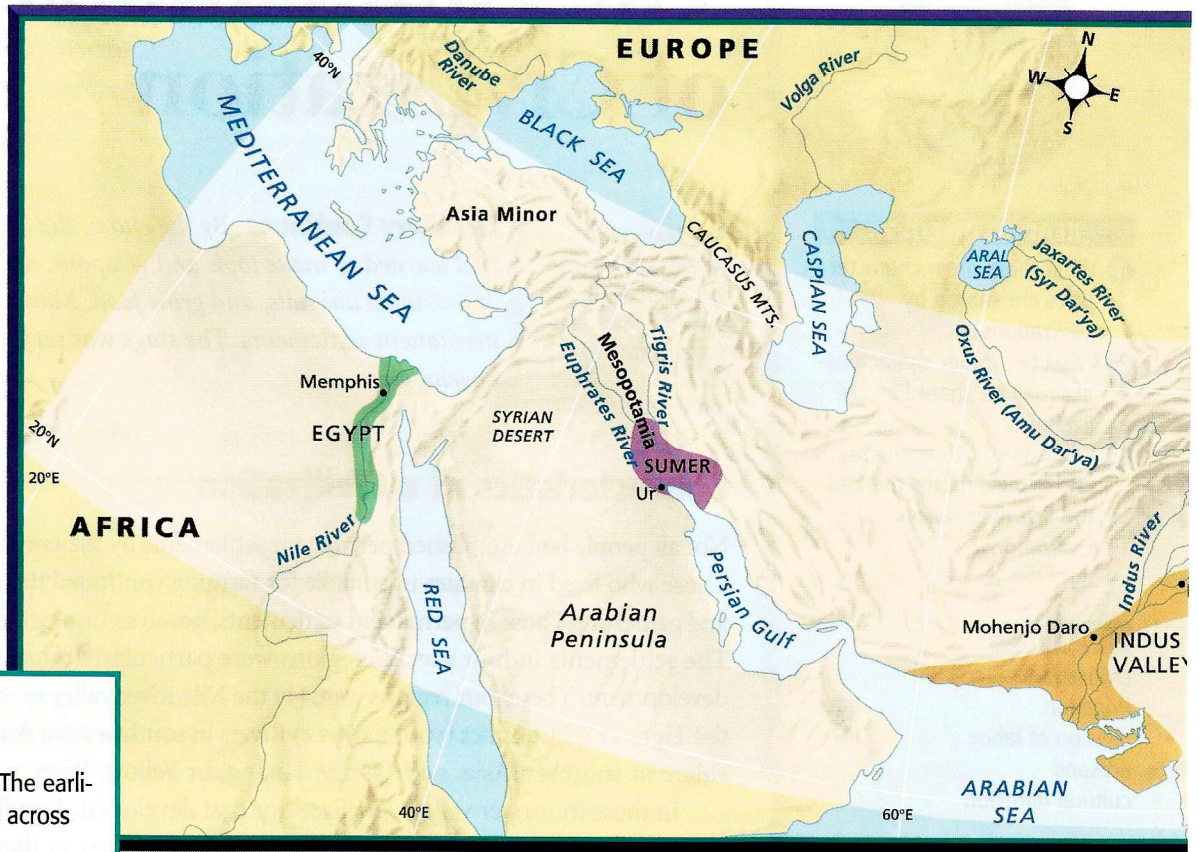 EUROPE
N
W
E
S
40°N
Danube
River
Volga River
MEDITERRANEAN SEA
BLACK SEA
Asia Minor
CAUCASUS MTS.
CASPIAN SEA
ARAL
SEA
Jaxartes River
(Syr Dar'ya)
Oxus River (Amu Dar'ya)
Tigris River
Mesopotamia
Euphrates River
Memphis
EGYPT
SYRIAN
DESERT
SUMER
Ur
20°N
20°E
AFRICA
Nile River
RED SEA
Arabian
Peninsula
Persian Gulf
Indus River
Mohenjo Daro
INDUS
VALLEY
ARABIAN
SEA
40°E
60°E
The earli-
across